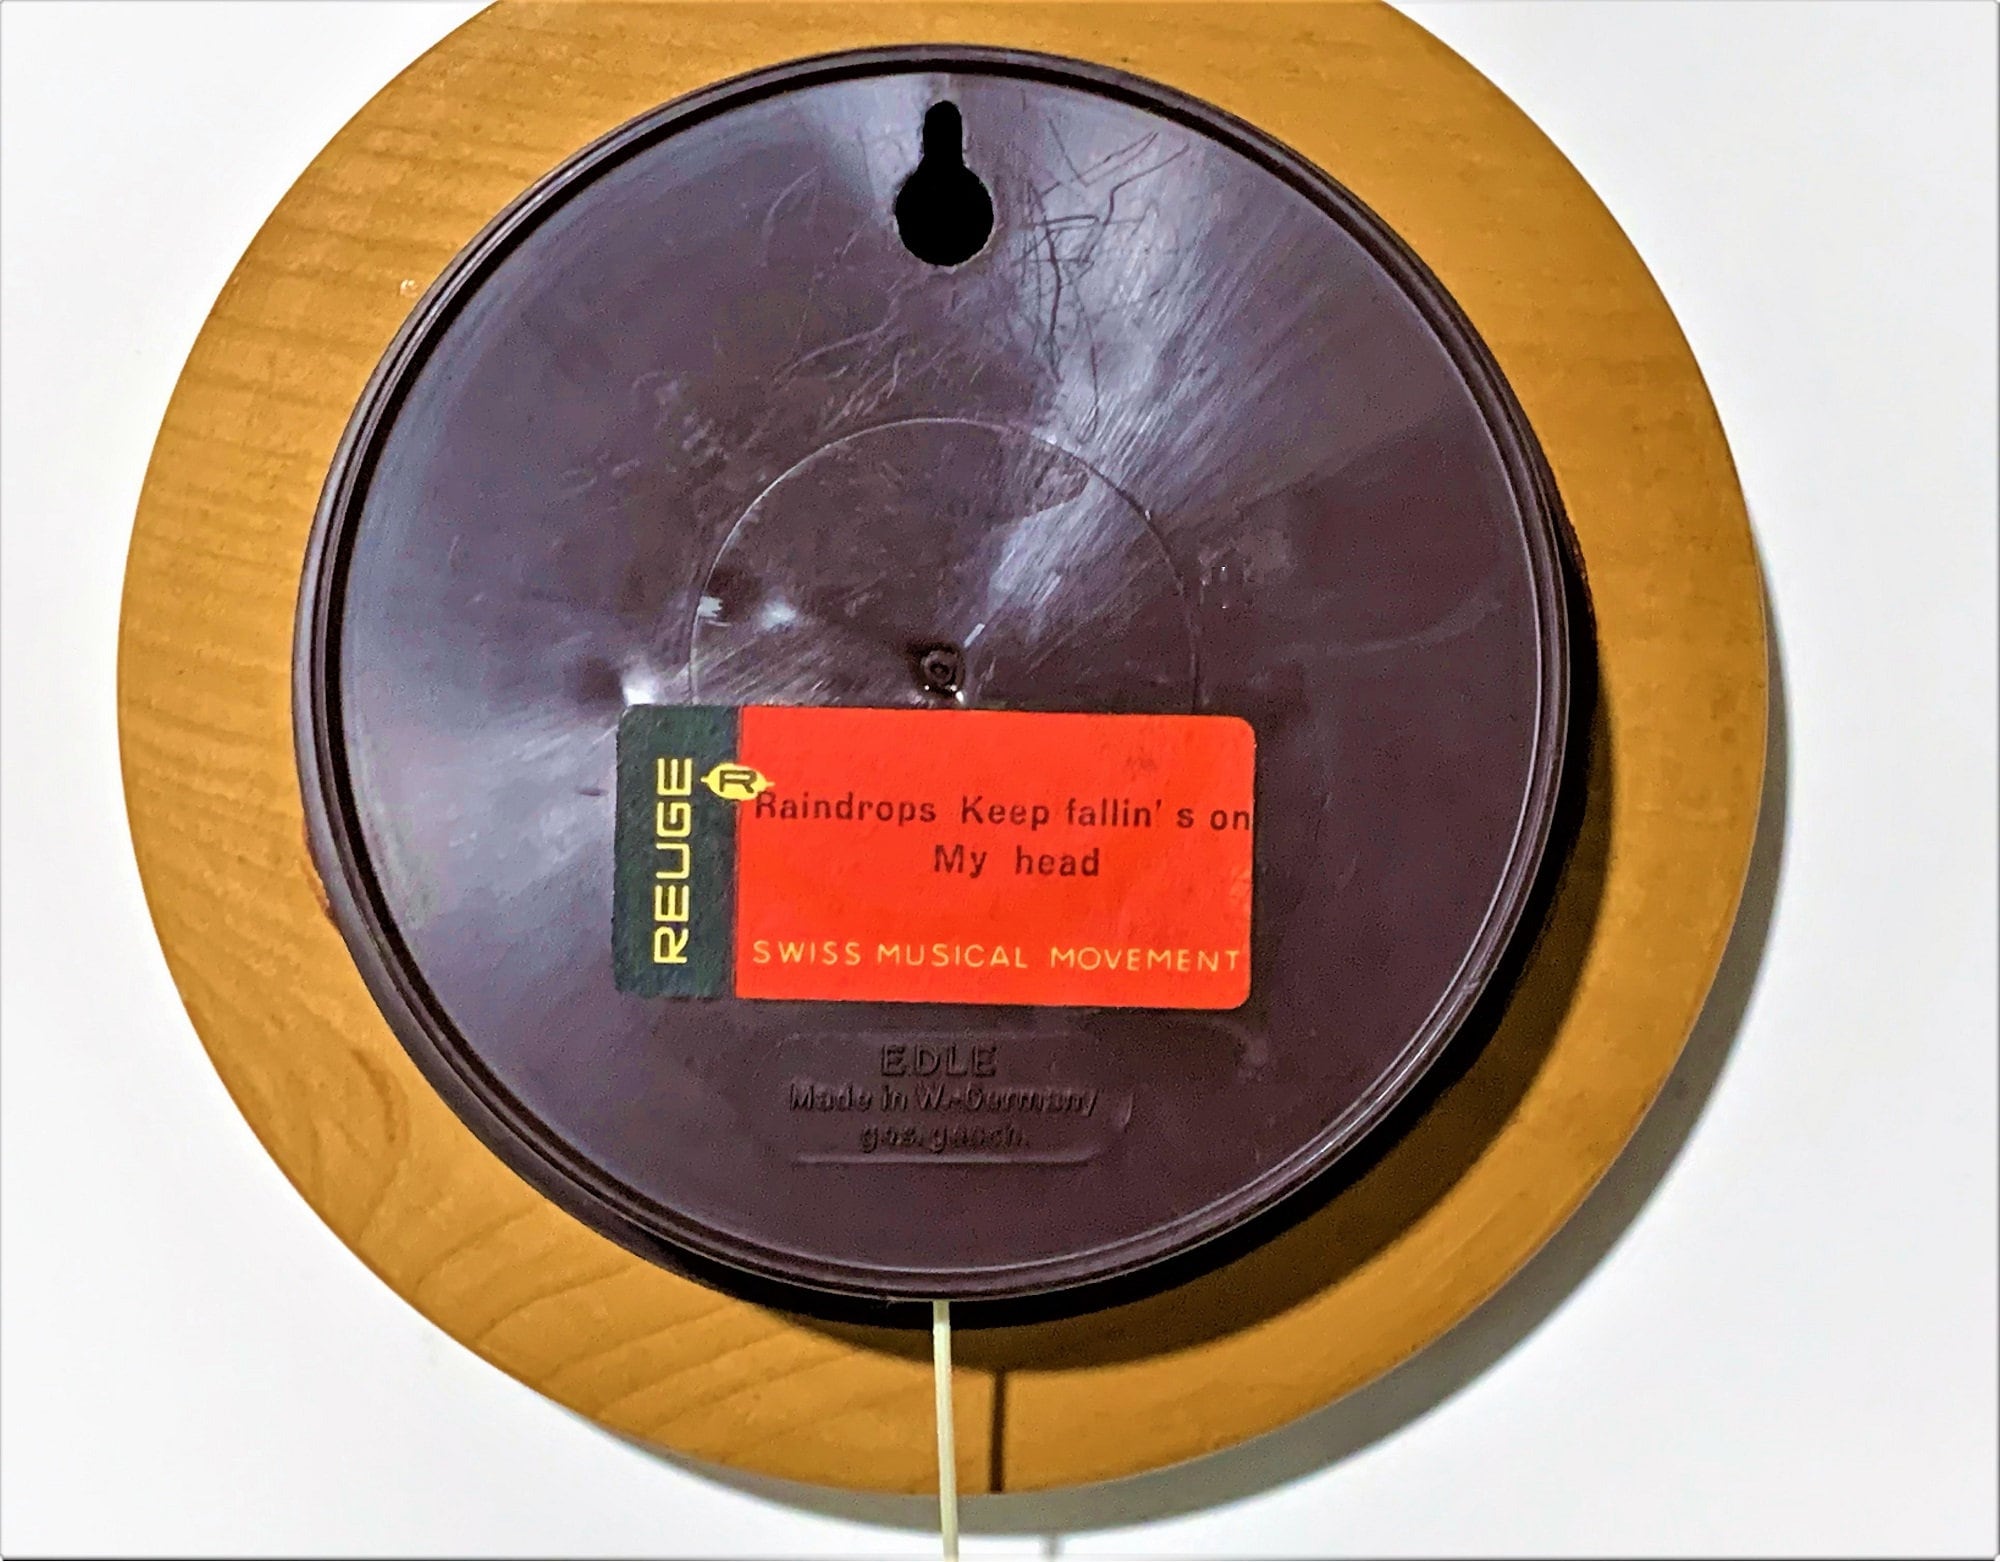 REUGE
R
Raindrops Keep fallin' s on
My head
SWISS MUSICAL MOVEMENT
EDLE
Made in W.-Germany
ges. gesch.